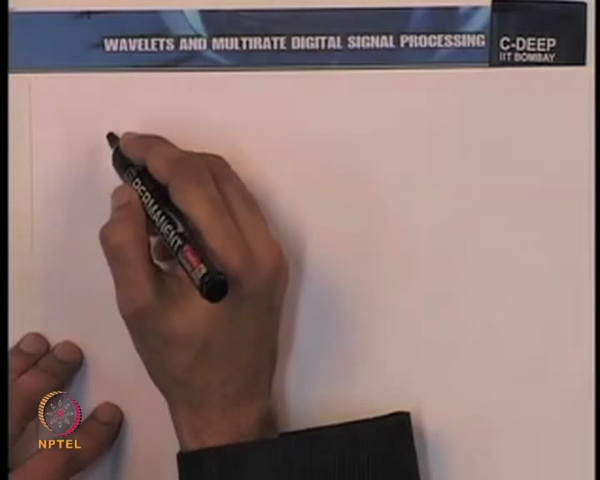 WAVELETS AND MULTIRATE DIGITAL SIGNAL PROCESSING
C-DEEP
IIT BOMBAY
PERMANENT
NPTEL